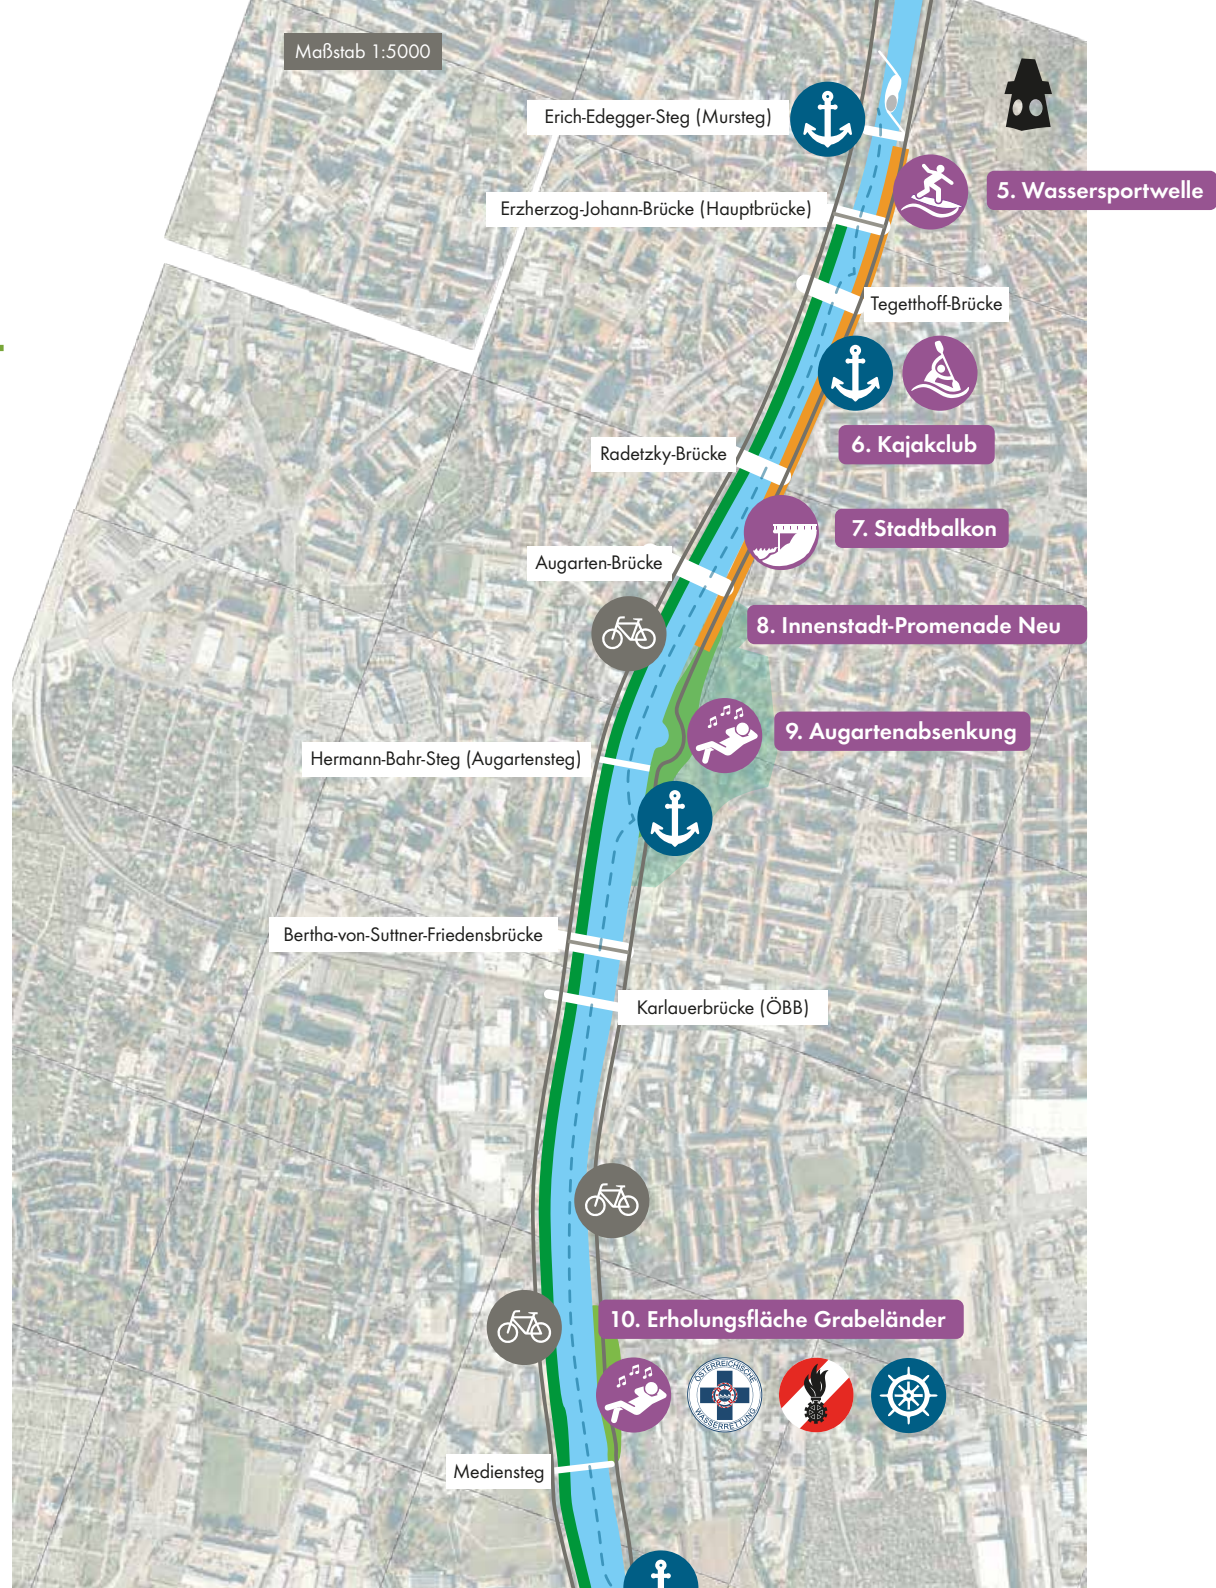 Maßstab 1:5000
Erich-Edegger-Steg (Mursteg)
5. Wassersportwelle
Erzherzog-Johann-Brücke (Hauptbrücke)
Tegetthoff-Brücke
6. Kajakclub
Radetzky-Brücke
7. Stadtbalkon
Augarten-Brücke
8. Innenstadt-Promenade Neu
9. Augartenabsenkung
Hermann-Bahr-Steg (Augartensteg)
Bertha-von-Suttner-Friedensbrücke
Karlauerbrücke (ÖBB)
10. Erholungsfläche Grabeländer
ÖSTERREICHISCHE
WASSERRETTUNG
Mediensteg